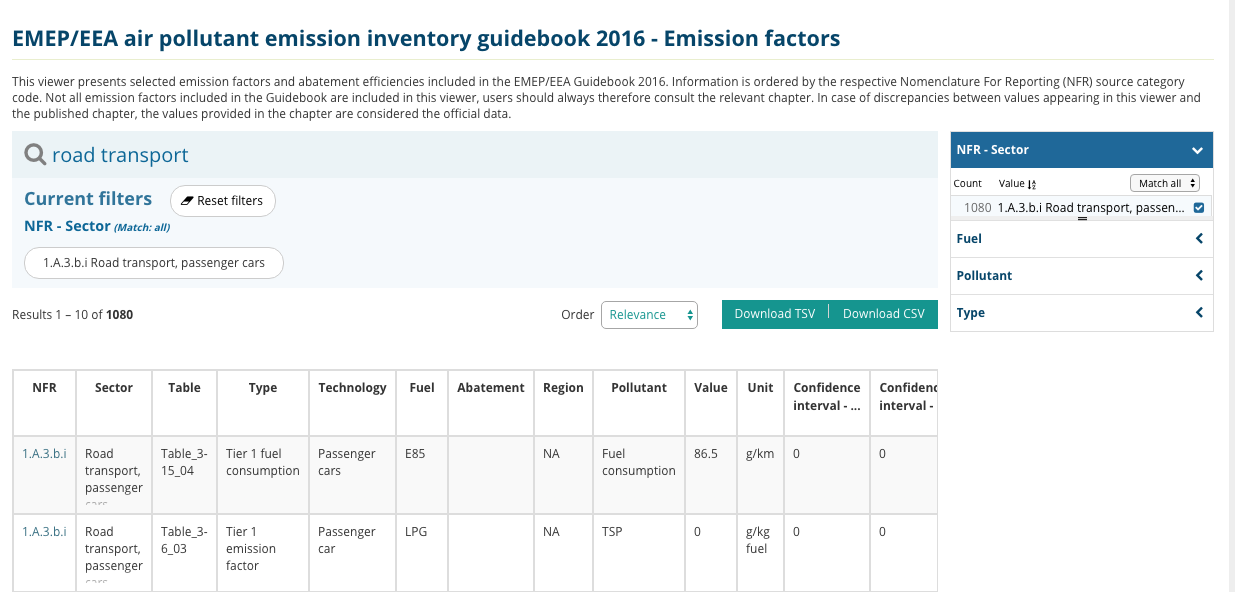 EMEP/EEA air pollutant emission inventory guidebook 2016 - Emission factors
This viewer presents selected emission factors and abatement efficiencies included in the EMEP/EEA Guidebook 2016. Information is ordered by the respective Nomenclature For Reporting (NFR) source category
code. Not all emission factors included in the Guidebook are included in this viewer, users should always therefore consult the relevant chapter. In case of discrepancies between values appearing in this viewer and
the published chapter, the values provided in the chapter are considered the official data.
road transport
Current filters Reset filters
NFR - Sector (Match: all)
1.A.3.b.i Road transport, passenger cars
NFR - Sector
Count Value Match all
1080 1.A.3.b.i Road transport, passen...
Fuel
Pollutant
Type
Results 1 – 10 of 1080 Order Relevance Download TSV Download CSV
NFR Sector Table Type Technology Fuel Abatement Region Pollutant Value Unit Confidence Confidenc
interval - ... interval -
1.A.3.b.i Road Table_3- Tier 1 fuel Passenger E85 NA Fuel 86.5 g/km 0 0
transport, 15_04 consumption cars consumption
passenger
cars
1.A.3.b.i Road Table_3- Tier 1 Passenger LPG NA TSP 0 g/kg 0 0
transport, 6_03 emission car fuel
passenger factor
cars